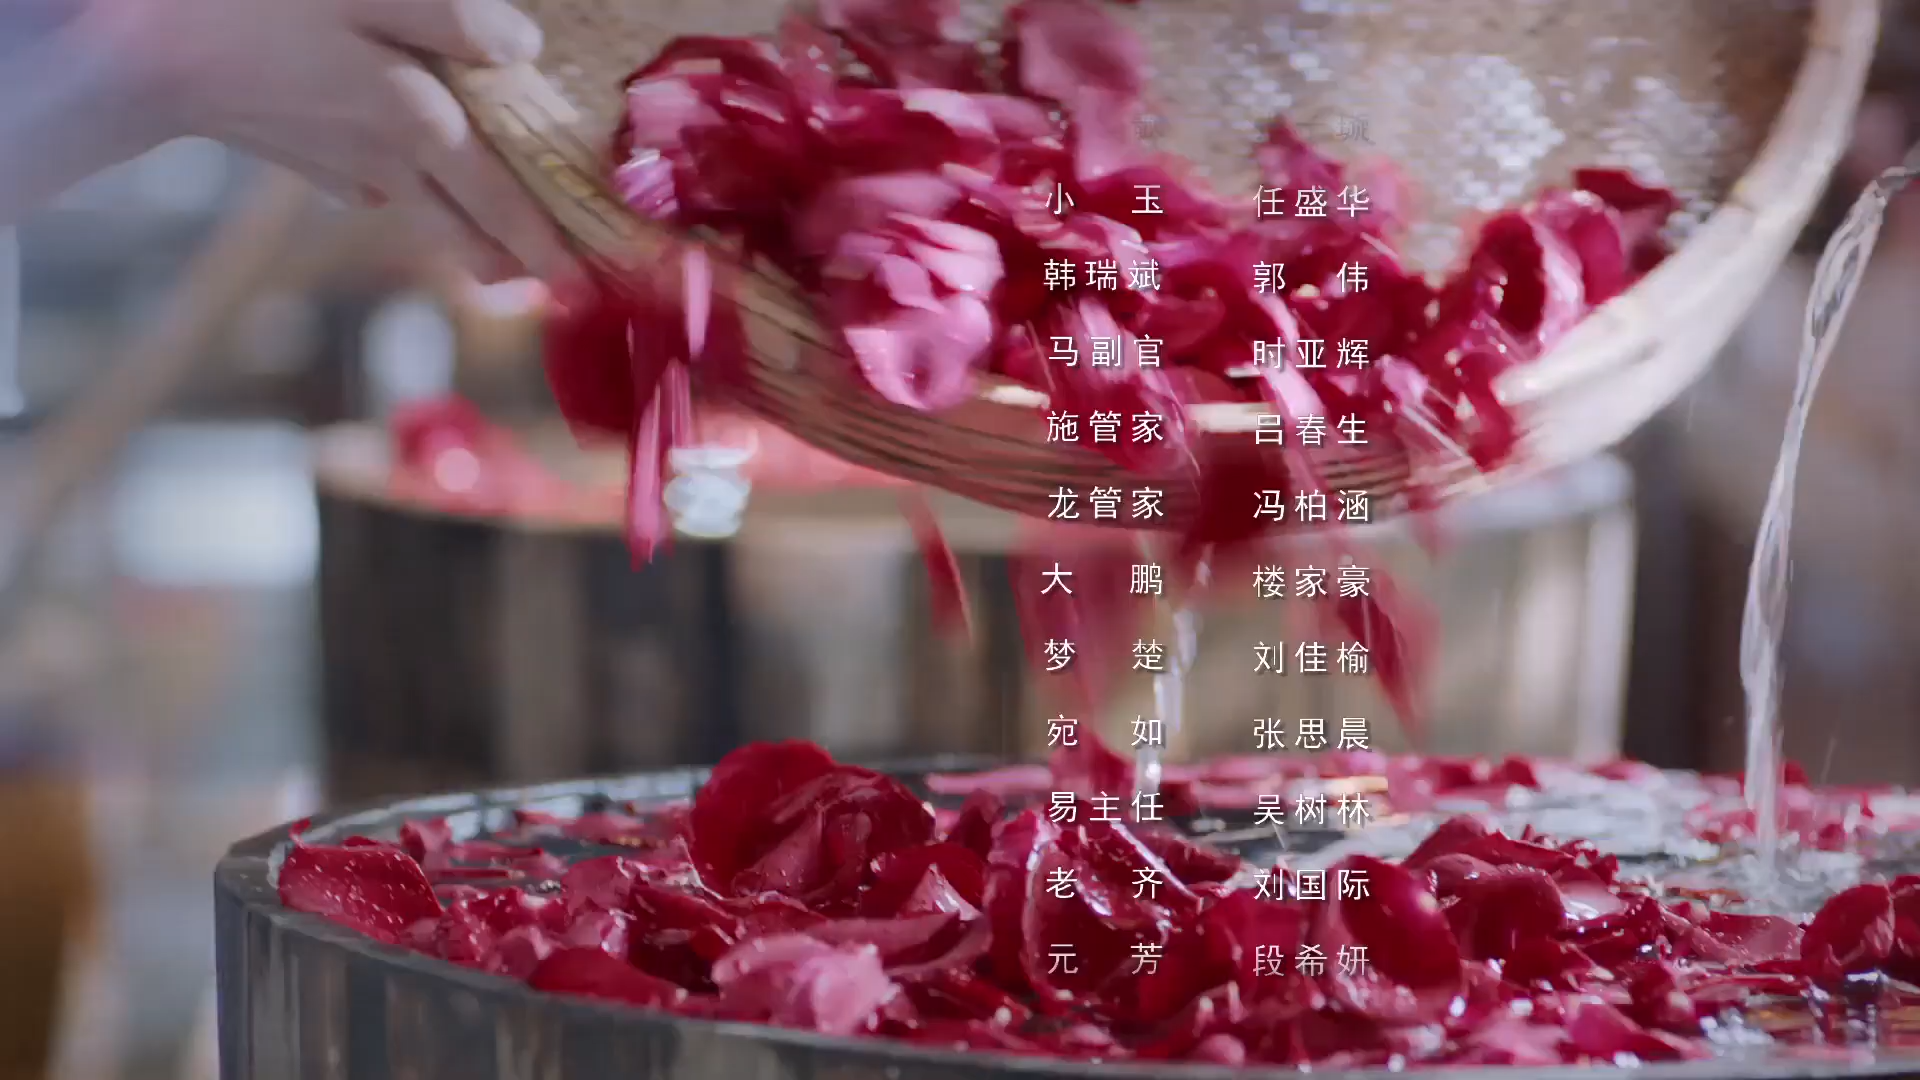 小玉 任盛华
韩瑞斌 郭伟
马副官 时亚辉
施管家 吕春生
龙管家 冯柏涵
大鹏 楼家豪
梦楚 刘佳榆
宛如 张思晨
易主任 吴树林
老齐 刘国际
元芳 段希妍